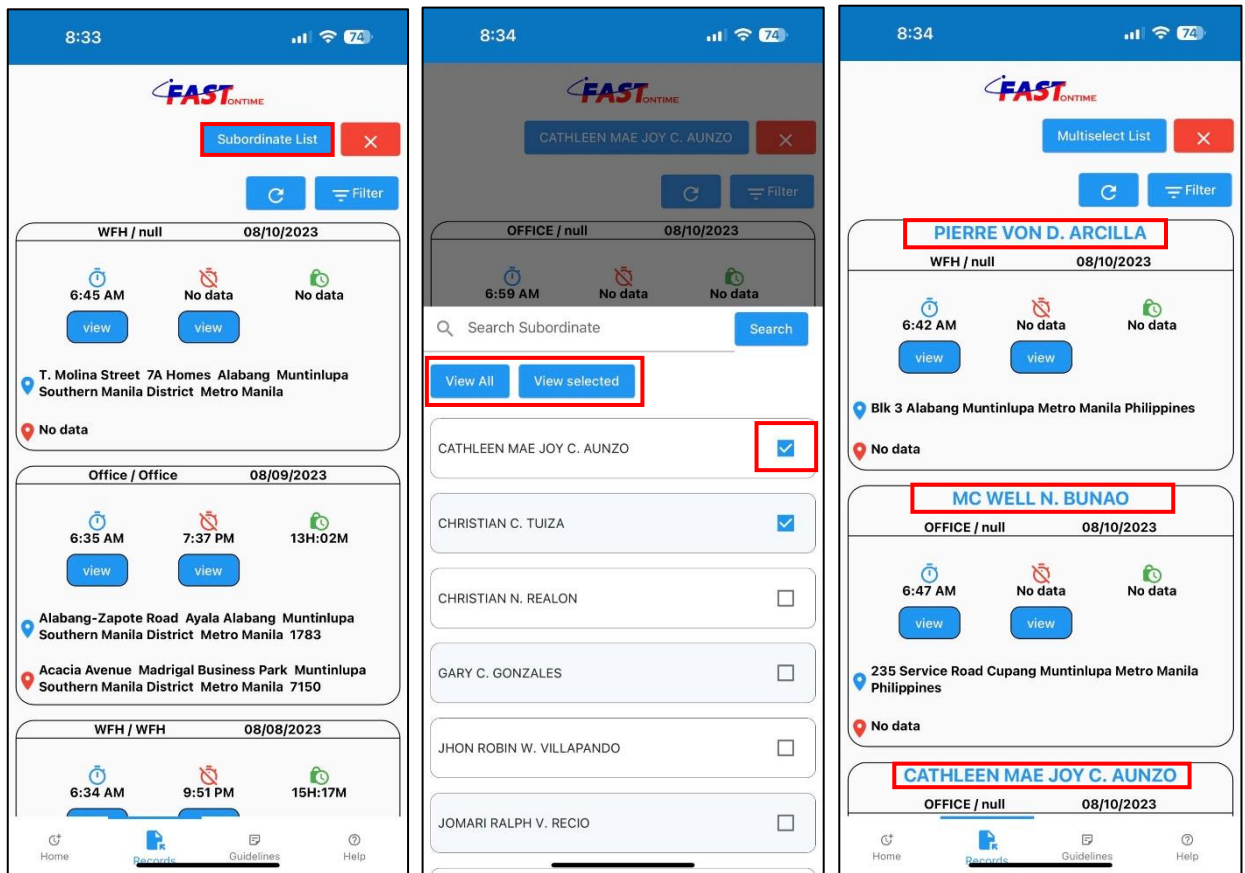 8:33
74
FAST ONTIME
Subordinate List
Filter
WFH / null 08/10/2023
6:45 AM No data No data
view view
T. Molina Street 7A Homes Alabang Muntinlupa
Southern Manila District Metro Manila
No data
Office / Office 08/09/2023
6:35 AM 7:37 PM 13H:02M
view view
Alabang-Zapote Road Ayala Alabang Muntinlupa
Southern Manila District Metro Manila 1783
Acacia Avenue Madrigal Business Park Muntinlupa
Southern Manila District Metro Manila 7150
WFH / WFH 08/08/2023
6:34 AM 9:51 PM 15H:17M
Home Records Guidelines Help
8:34
74
FAST ONTIME
CATHLEEN MAE JOY C. AUNZO
Filter
OFFICE / null 08/10/2023
6:59 AM No data No data
Search Subordinate Search
View All View selected
CATHLEEN MAE JOY C. AUNZO
CHRISTIAN C. TUIZA
CHRISTIAN N. REALON
GARY C. GONZALES
JHON ROBIN W. VILLAPANDO
JOMARI RALPH V. RECIO
8:34
74
FAST ONTIME
Multiselect List
Filter
PIERRE VON D. ARCILLA
WFH / null 08/10/2023
6:42 AM No data No data
view view
Blk 3 Alabang Muntinlupa Metro Manila Philippines
No data
MC WELL N. BUNAO
OFFICE / null 08/10/2023
6:47 AM No data No data
view view
235 Service Road Cupang Muntinlupa Metro Manila
Philippines
No data
CATHLEEN MAE JOY C. AUNZO
OFFICE / null 08/10/2023
Home Records Guidelines Help